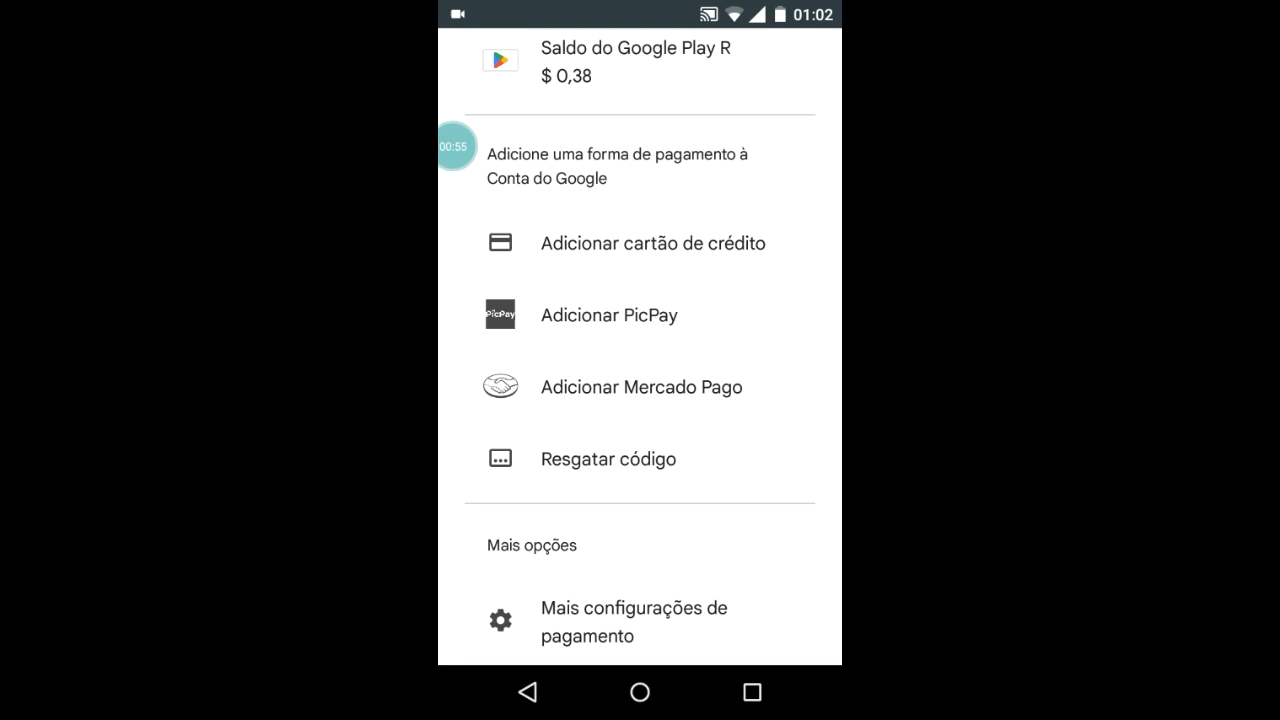 01:02
Saldo do Google Play R
$ 0,38
00:55
Adicione uma forma de pagamento à
Conta do Google
Adicionar cartão de crédito
PicPay
Adicionar PicPay
Adicionar Mercado Pago
Resgatar código
Mais opções
Mais configurações de
pagamento